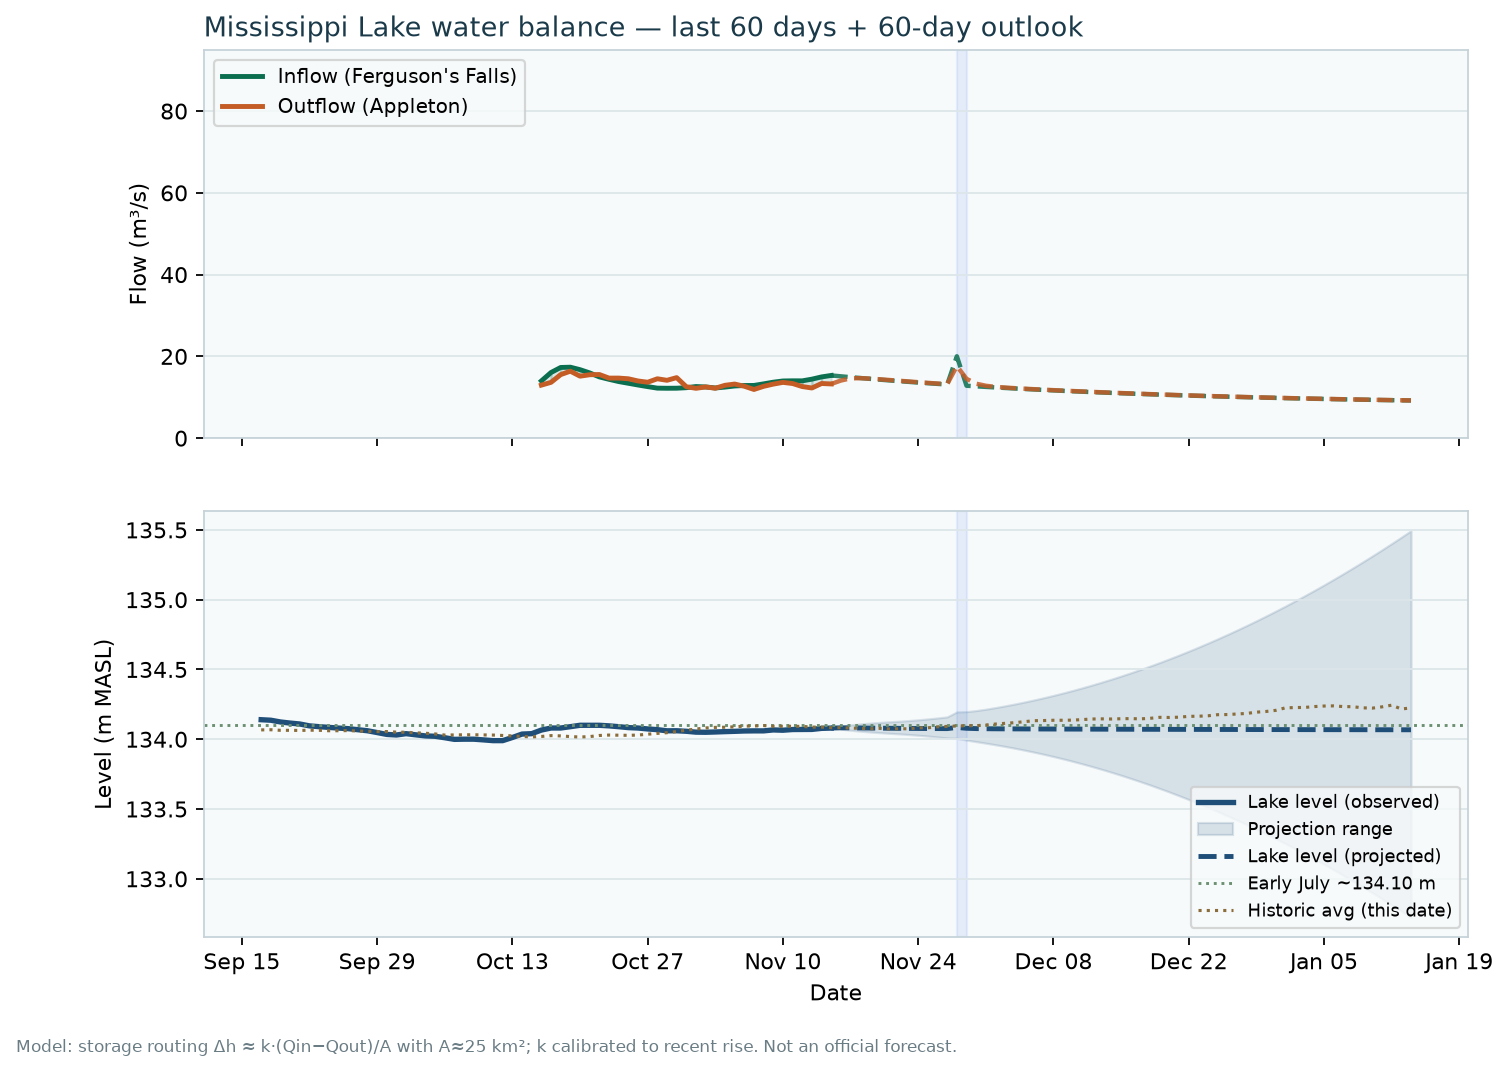 Mississippi Lake water balance — last 60 days + 60-day outlook
Inflow (Ferguson's Falls)
Outflow (Appleton)
Flow (m³/s)
80
60
40
20
0
Level (m MASL)
135.5
135.0
134.5
134.0
133.5
133.0
Lake level (observed)
Projection range
Lake level (projected)
Early July ~134.10 m
Historic avg (this date)
Sep 15 Sep 29 Oct 13 Oct 27 Nov 10 Nov 24 Dec 08 Dec 22 Jan 05 Jan 19
Date
Model: storage routing Δh ≈ k·(Qin−Qout)/A with A≈25 km²; k calibrated to recent rise. Not an official forecast.